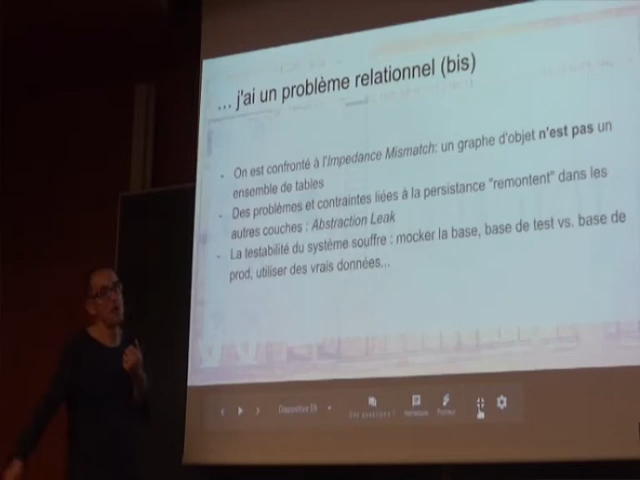 ... j'ai un problème relationnel (bis)
- On est confronté à l'Impedance Mismatch: un graphe d'objet n'est pas un
ensemble de tables
- Des problèmes et contraintes liées à la persistance "remontent" dans les
autres couches : Abstraction Leak
- La testabilité du système souffre : mocker la base, base de test vs. base de
prod, utiliser des vrais données...
Diapositive